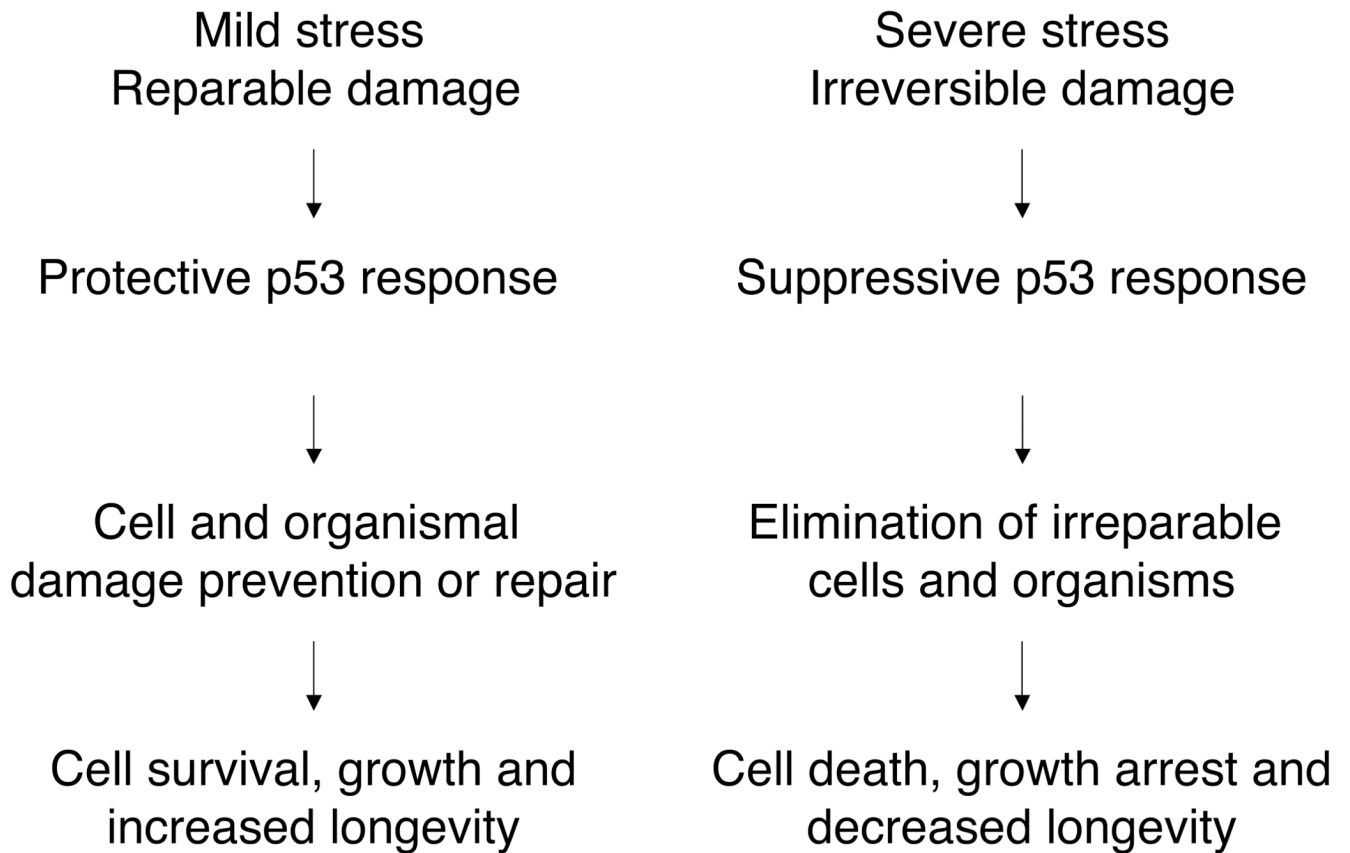 Mild stress
Reparable damage
Protective p53 response
Cell and organismal
damage prevention or repair
Cell survival, growth and
increased longevity
Severe stress
Irreversible damage
Suppressive p53 response
Elimination of irreparable
cells and organisms
Cell death, growth arrest and
decreased longevity